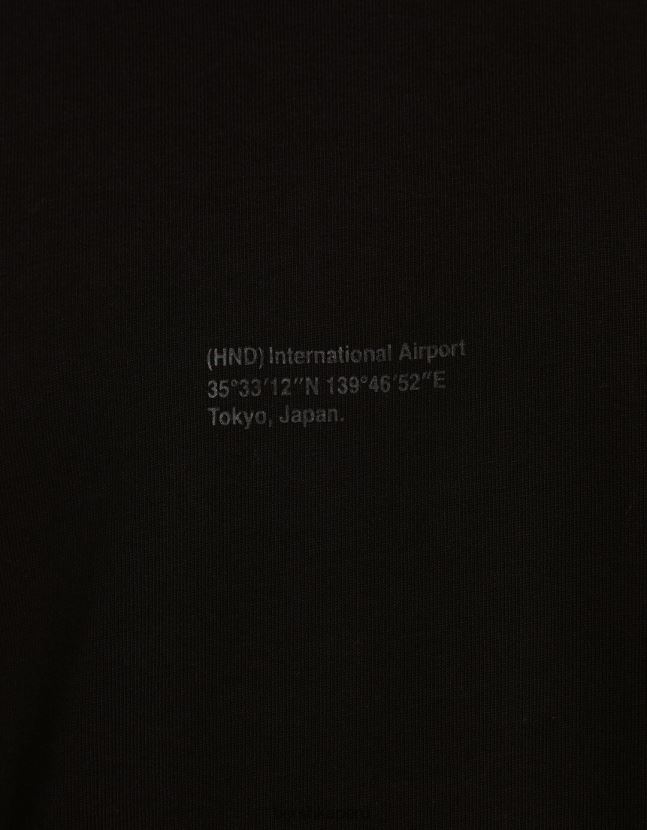 (HND) International Airport
35°33′12″N 139°46′52″E
Tokyo, Japan.